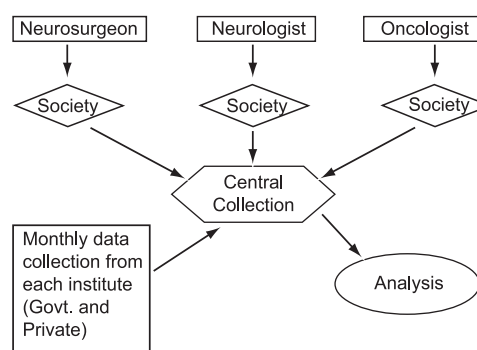 Neurosurgeon
Neurologist
Oncologist
Society
Society
Society
Central
Collection
Monthly data
collection from
each institute
(Govt. and
Private)
Analysis